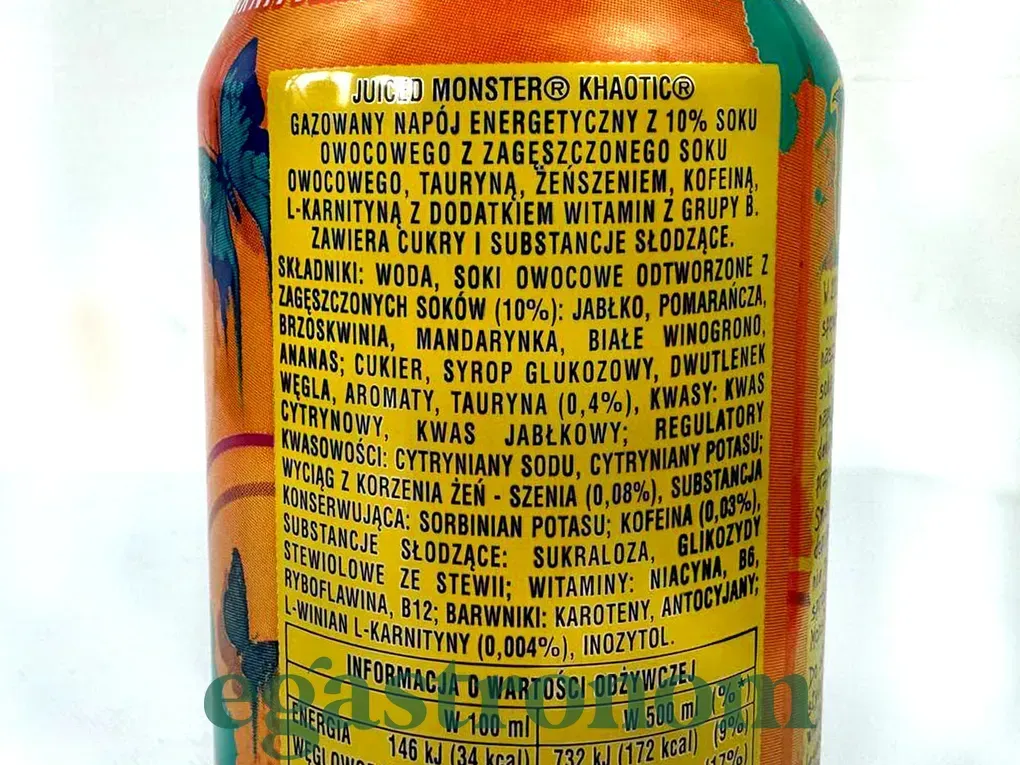 JUICED MONSTER® KHAOTIC®
GAZOWANY NAPÓJ ENERGETYCZNY Z 10% SOKU
OWOCOWEGO Z ZAGĘSZCZONEGO SOKU
OWOCOWEGO, TAURYNĄ, ŻEŃSZENIEM, KOFEINĄ,
L-KARNITYNĄ Z DODATKIEM WITAMIN Z GRUPY B.
ZAWIERA CUKRY I SUBSTANCJE SŁODZĄCE.
SKŁADNIKI: WODA, SOKI OWOCOWE ODTWORZONE Z
ZAGĘSZCZONYCH SOKÓW (10%): JABŁKO, POMARAŃCZA,
BRZOSKWINIA, MANDARYNKA, BIAŁE WINOGRONO,
ANANAS; CUKIER, SYROP GLUKOZOWY, DWUTLENEK
WĘGLA, AROMATY, TAURYNA (0,4%), KWASY: KWAS
CYTRYNOWY, KWAS JABŁKOWY; REGULATORY
KWASOWOŚCI: CYTRYNIANY SODU, CYTRYNIANY POTASU;
WYCIĄG Z KORZENIA ŻEŃ - SZENIA (0,08%), SUBSTANCJA
KONSERWUJĄCA: SORBINIAN POTASU; KOFEINA (0,03%),
SUBSTANCJE SŁODZĄCE: SUKRALOZA, GLIKOZYDY
STEWIOLOWE ZE STEWII; WITAMINY: NIACYNA, B6,
RYBOFLAWINA, B12; BARWNIKI: KAROTENY, ANTOCYJANY;
L-WINIAN L-KARNITYNY (0,004%), INOZYTOL.
INFORMACJA O WARTOŚCI ODŻYWCZEJ
W 100 ml W 500 ml (%*)
ENERGIA 146 kJ (34 kcal) 732 kJ (172 kcal) (9%)
(17%)
egastronom